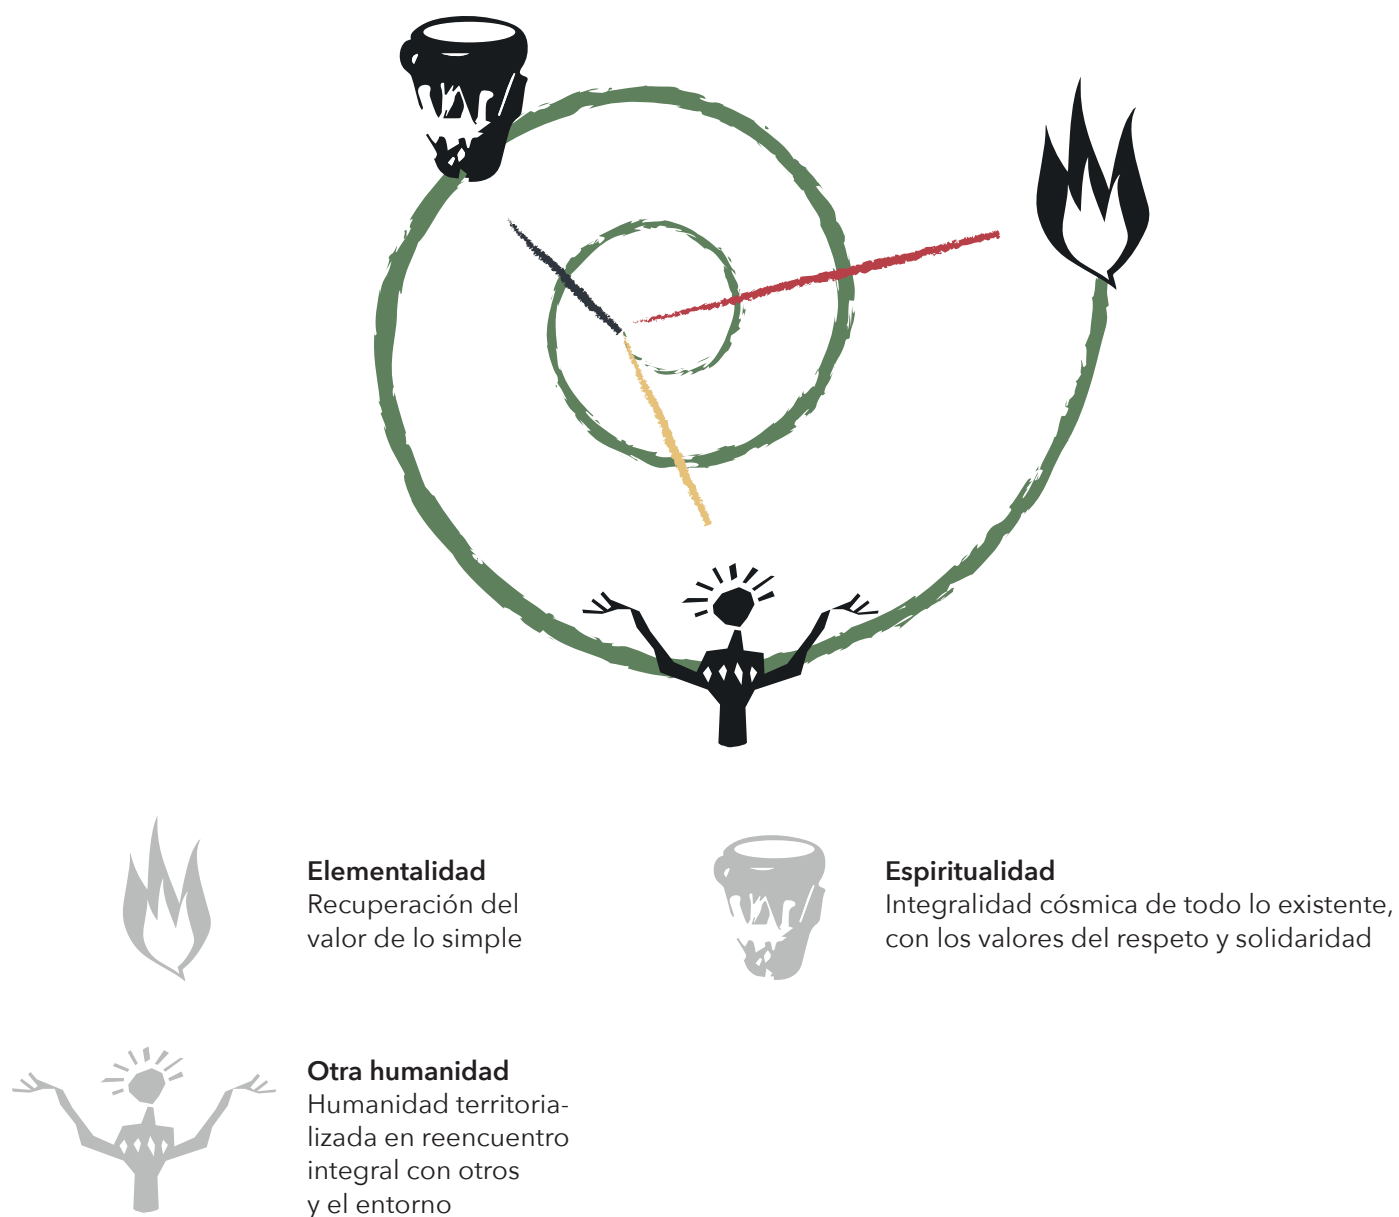 Elementalidad
Recuperación del
valor de lo simple
Espiritualidad
Integralidad cósmica de todo lo existente,
con los valores del respeto y solidaridad
Otra humanidad
Humanidad territoria-
lizada en reencuentro
integral con otros
y el entorno